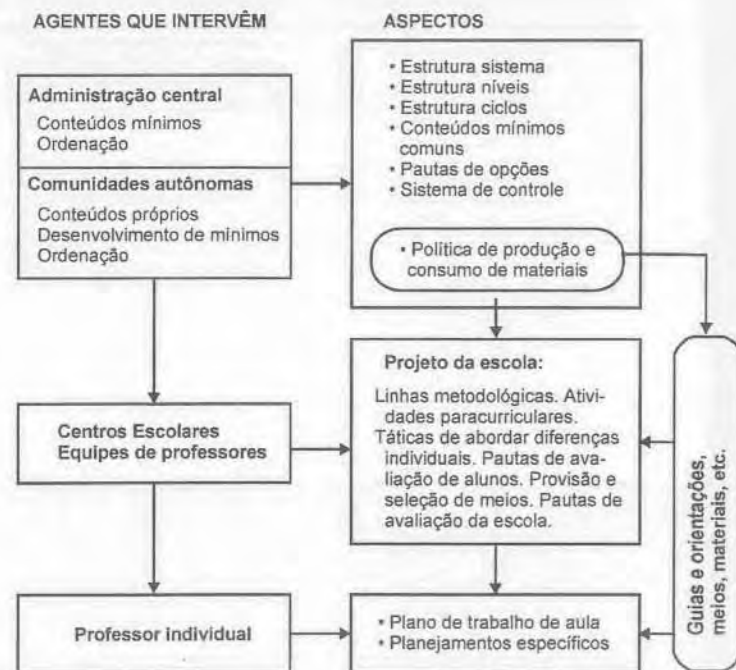 AGENTES QUE INTERVÊM
ASPECTOS
Administração central
Conteúdos mínimos
Ordenação
Comunidades autônomas
Conteúdos próprios
Desenvolvimento de mínimos
Ordenação
• Estrutura sistema
• Estrutura níveis
• Estrutura ciclos
• Conteúdos mínimos
comuns
• Pautas de opções
• Sistema de controle
• Política de produção e
consumo de materiais
Centros Escolares
Equipes de professores
Projeto da escola:
Linhas metodológicas. Ativi-
dades paracurriculares.
Táticas de abordar diferenças
individuais. Pautas de ava-
liação de alunos. Provisão e
seleção de meios. Pautas de
avaliação da escola.
Guias e orientações,
meios, materiais, etc.
Professor individual
• Plano de trabalho de aula
• Planejamentos específicos